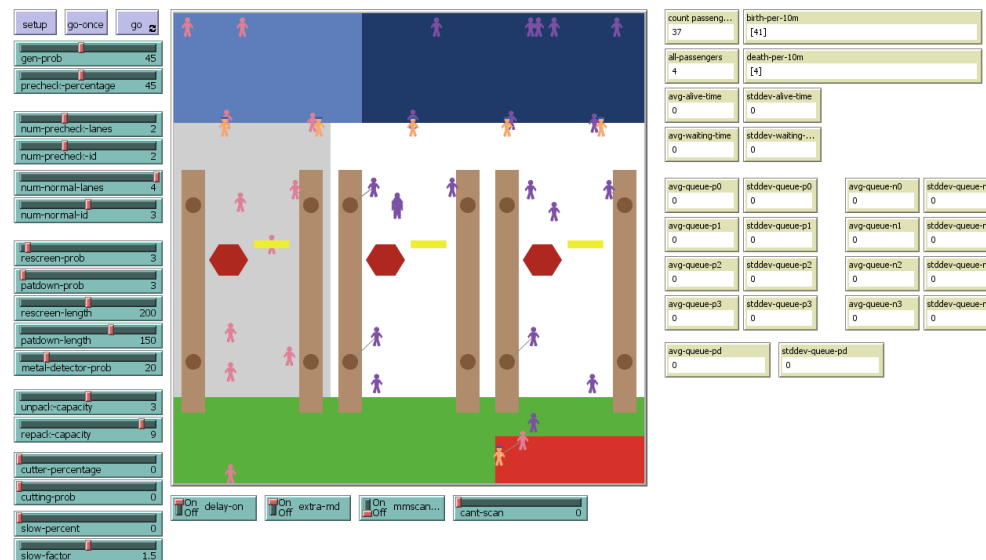 setup
go-once
go
gen-prob 45
precheck-percentage 45
num-precheck-lanes 2
num-precheck-id 2
num-normal-lanes 4
num-normal-id 3
rescreen-prob 3
patdown-prob 3
rescreen-length 200
patdown-length 150
metal-detector-prob 20
unpack-capacity 3
repack-capacity 9
cutter-percentage 0
cutting-prob 0
slow-percent 0
slow-factor 1.5
On
Off
delay-on
On
Off
extra-md
On
Off
mmscan...
cant-scan 0
count passeng...
37
birth-per-10m
[41]
all-passengers
4
death-per-10m
[4]
avg-alive-time
0
stddev-alive-time
0
avg-waiting-time
0
stddev-waiting-...
0
avg-queue-p0
0
stddev-queue-p0
0
avg-queue-n0
0
stddev-queue-n
0
avg-queue-p1
0
stddev-queue-p1
0
avg-queue-n1
0
stddev-queue-n
0
avg-queue-p2
0
stddev-queue-p2
0
avg-queue-n2
0
stddev-queue-n
0
avg-queue-p3
0
stddev-queue-p3
0
avg-queue-n3
0
stddev-queue-n
0
avg-queue-pd
0
stddev-queue-pd
0